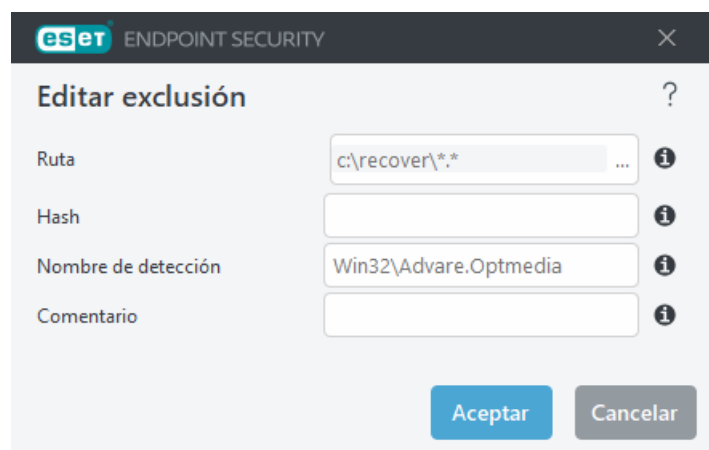 eset ENDPOINT SECURITY
Editar exclusión ?
Ruta c:\recover\*.* ...
Hash
Nombre de detección Win32\Advare.Optmedia
Comentario
Aceptar Cancelar